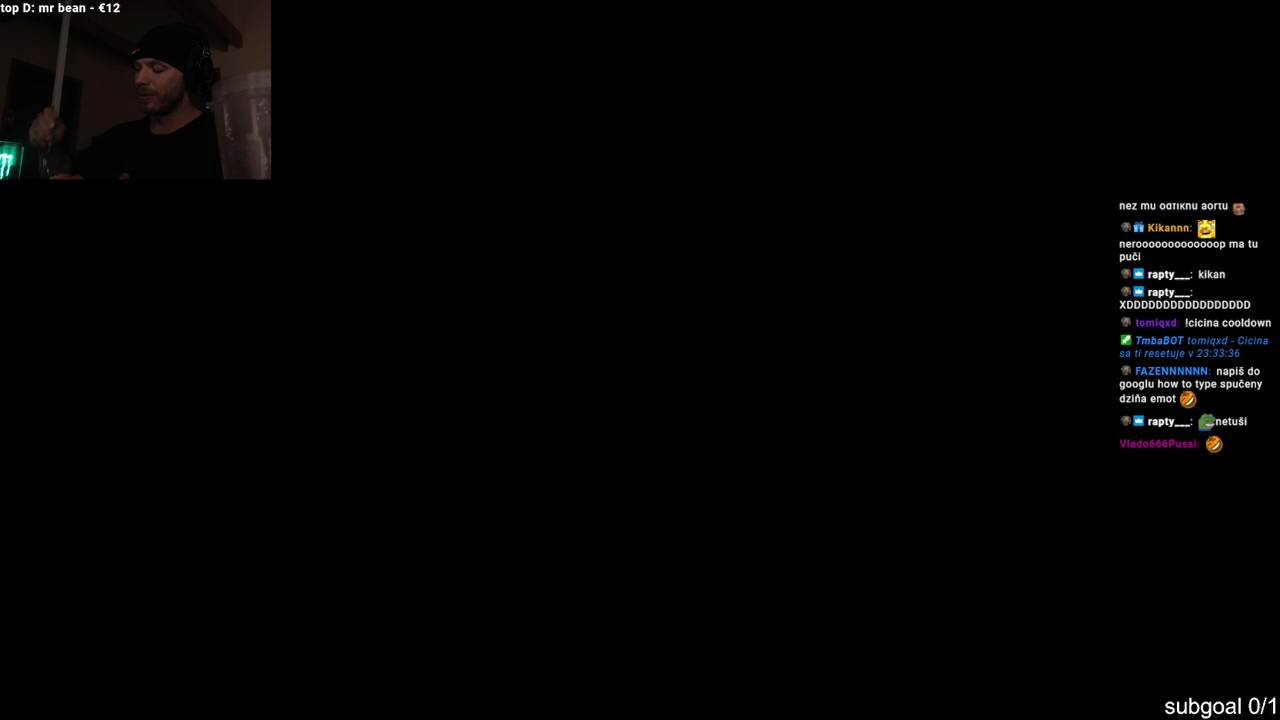 top D: mr bean - €12
než mu odtiknu aortu
Kikannn:
nerooooooooooooop ma tu
puči
rapty___: kikan
rapty___:
XDDDDDDDDDDDDDDDDD
tomiqxd: !cicina cooldown
TmbaBOT tomiqxd - Cicina
sa ti resetuje v 23:33:36
FAZENNNNNN: napiš do
googlu how to type spučeny
dziňa emot
rapty___: netuši
Vlado666Pussi:
subgoal 0/1